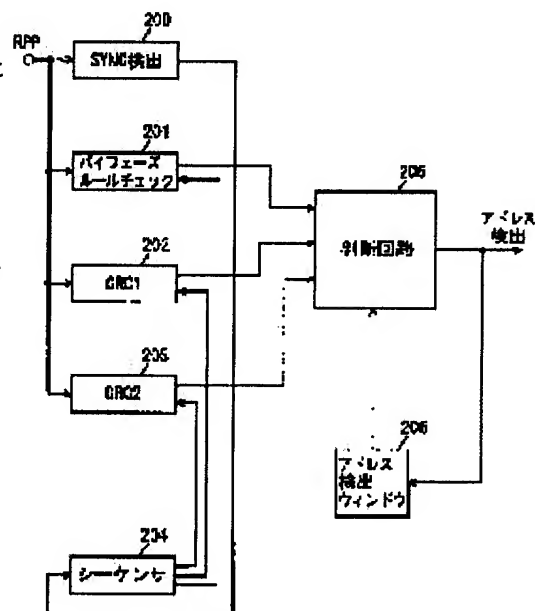 RPP
200
SYNC検出
201
バイフェーズ
ルールチェック
202
CRC1
203
CRC2
204
シーケンサ
205
判断回路
アドレス
検出
206
アドレス
検出
ウィンドウ